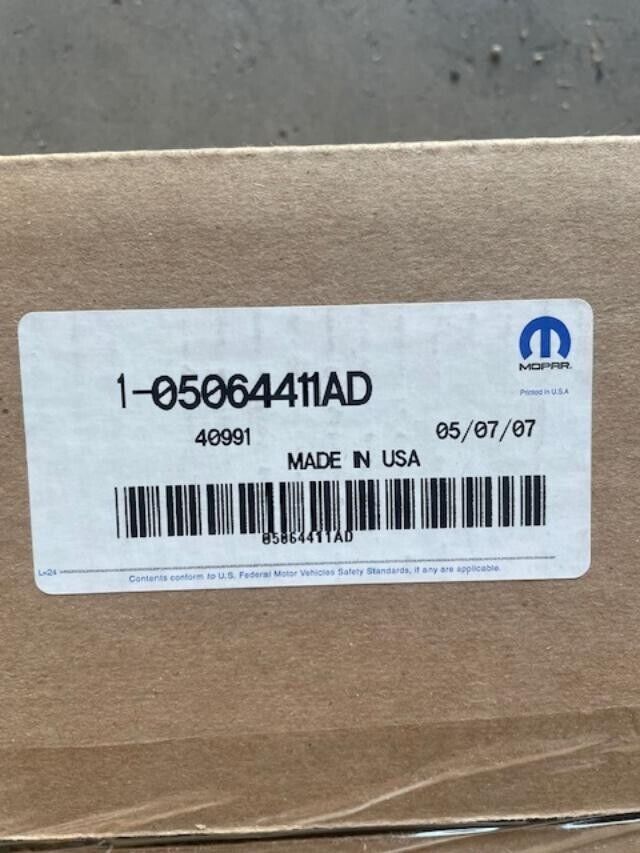 MOPAR.
Printed in U.S.A
1-05064411AD
40991
05/07/07
MADE IN USA
05064411AD
L-24
Contents conform to U.S. Federal Motor Vehicles Safety Standards, if any are applicable.